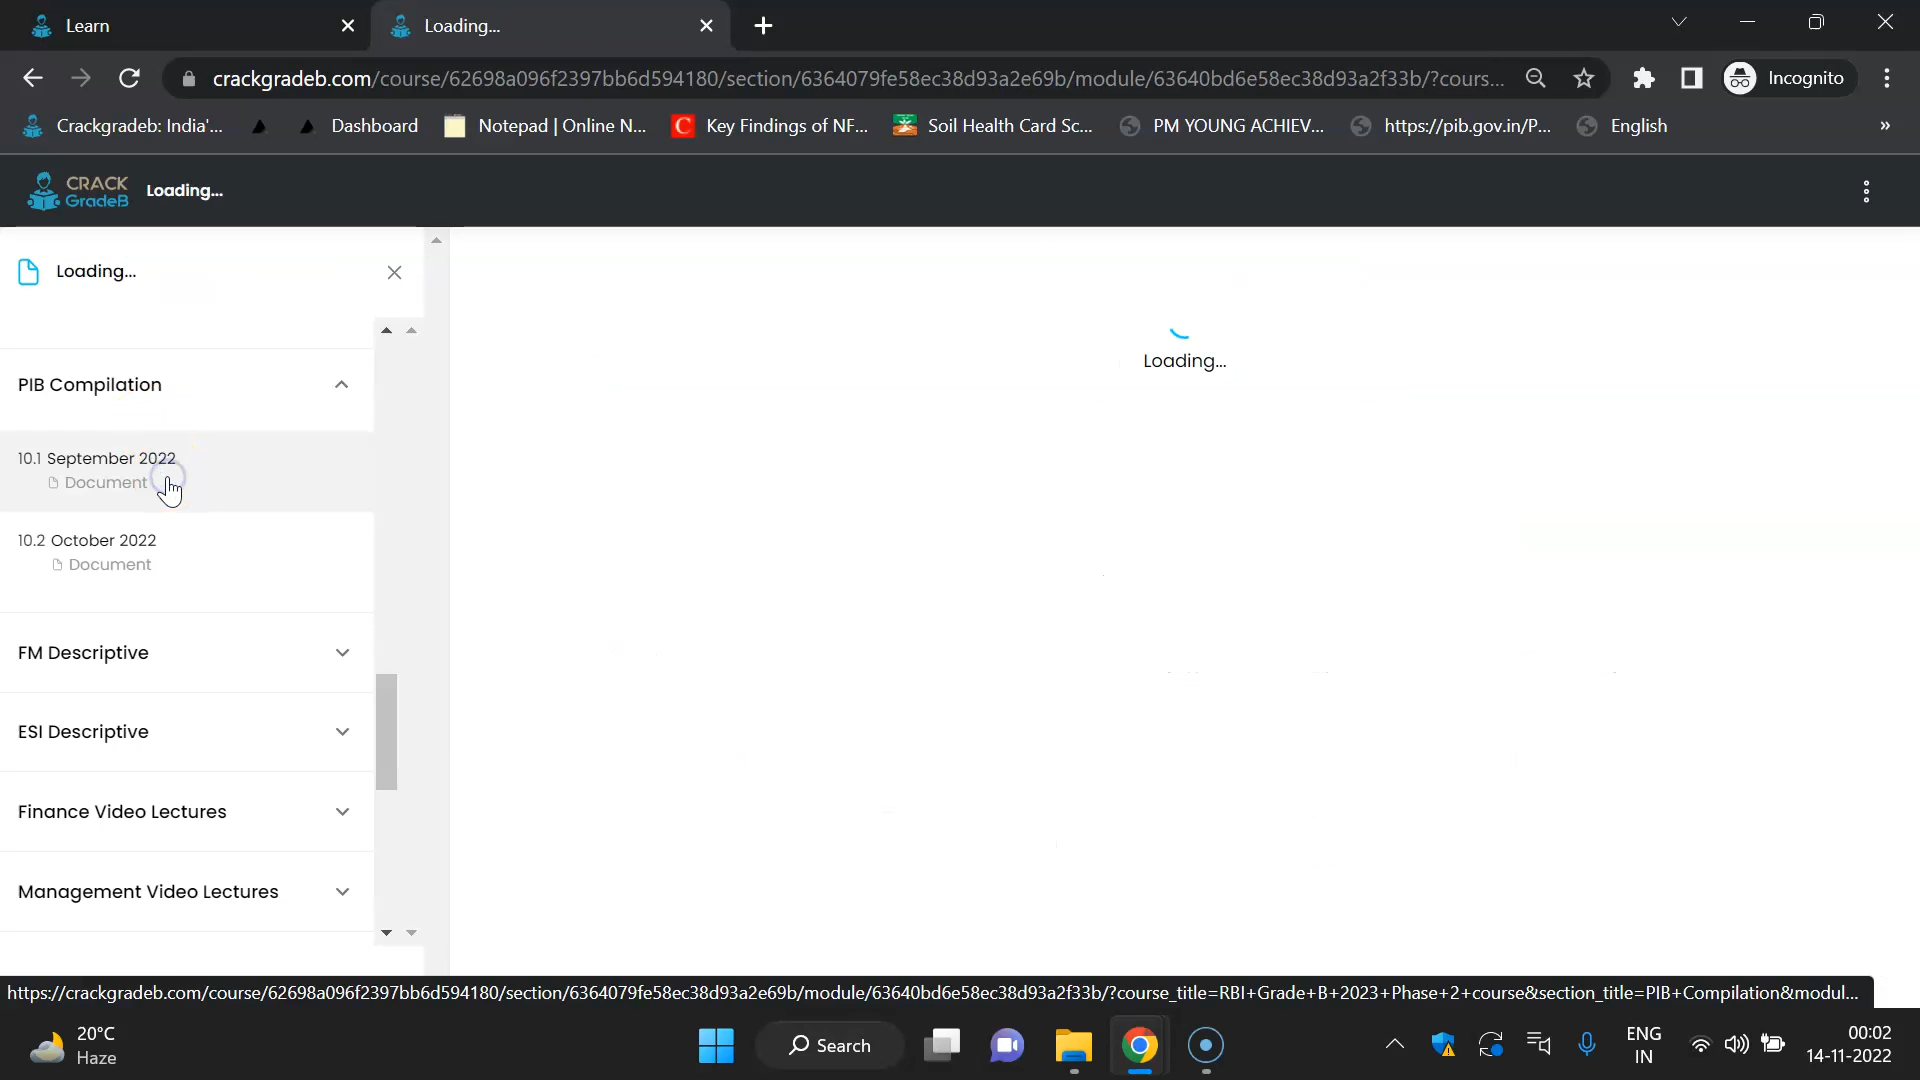 Learn
Loading...
crackgradeb.com/course/62698a096f2397bb6d594180/section/6364079fe58ec38d93a2e69b/module/63640bd6e58ec38d93a2f33b/?cours...
Incognito
Crackgradeb: India'...
Dashboard
Notepad | Online N...
Key Findings of NF...
Soil Health Card Sc...
PM YOUNG ACHIEV...
https://pib.gov.in/P...
English
»
CRACK
GradeB
Loading...
Loading...
Loading...
PIB Compilation
10.1 September 2022
Document
10.2 October 2022
Document
FM Descriptive
ESI Descriptive
Finance Video Lectures
Management Video Lectures
https://crackgradeb.com/course/62698a096f2397bb6d594180/section/6364079fe58ec38d93a2e69b/module/63640bd6e58ec38d93a2f33b/?course_title=RBI+Grade+B+2023+Phase+2+course&section_title=PIB+Compilation&modul...
20°C
Haze
Search
ENG
IN
00:02
14-11-2022